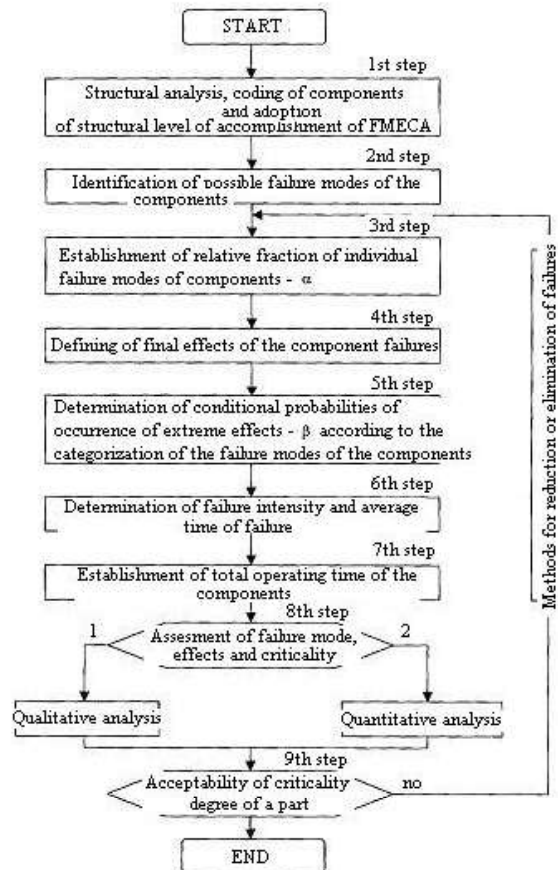 START
1st step
Structural analysis, coding of components
and adoption
of structural level of accomplishment of FMECA
2nd step
Identification of possible failure modes of the
components
3rd step
Establishment of relative fraction of individual
failure modes of components - α
4th step
Defining of final effects of the component failures
5th step
Determination of conditional probabilities of
occurrence of extreme effects - β according to the
categorization of the failure modes of the components
6th step
Determination of failure intensity and average
time of failure
7th step
Establishment of total operating time of the
components
8th step
1
Assesment of failure mode,
effects and criticality
2
Qualitative analysis
Quantitative analysis
9th step
Acceptability of criticality
degree of a part
no
END
Methods for reduction or elimination of failures